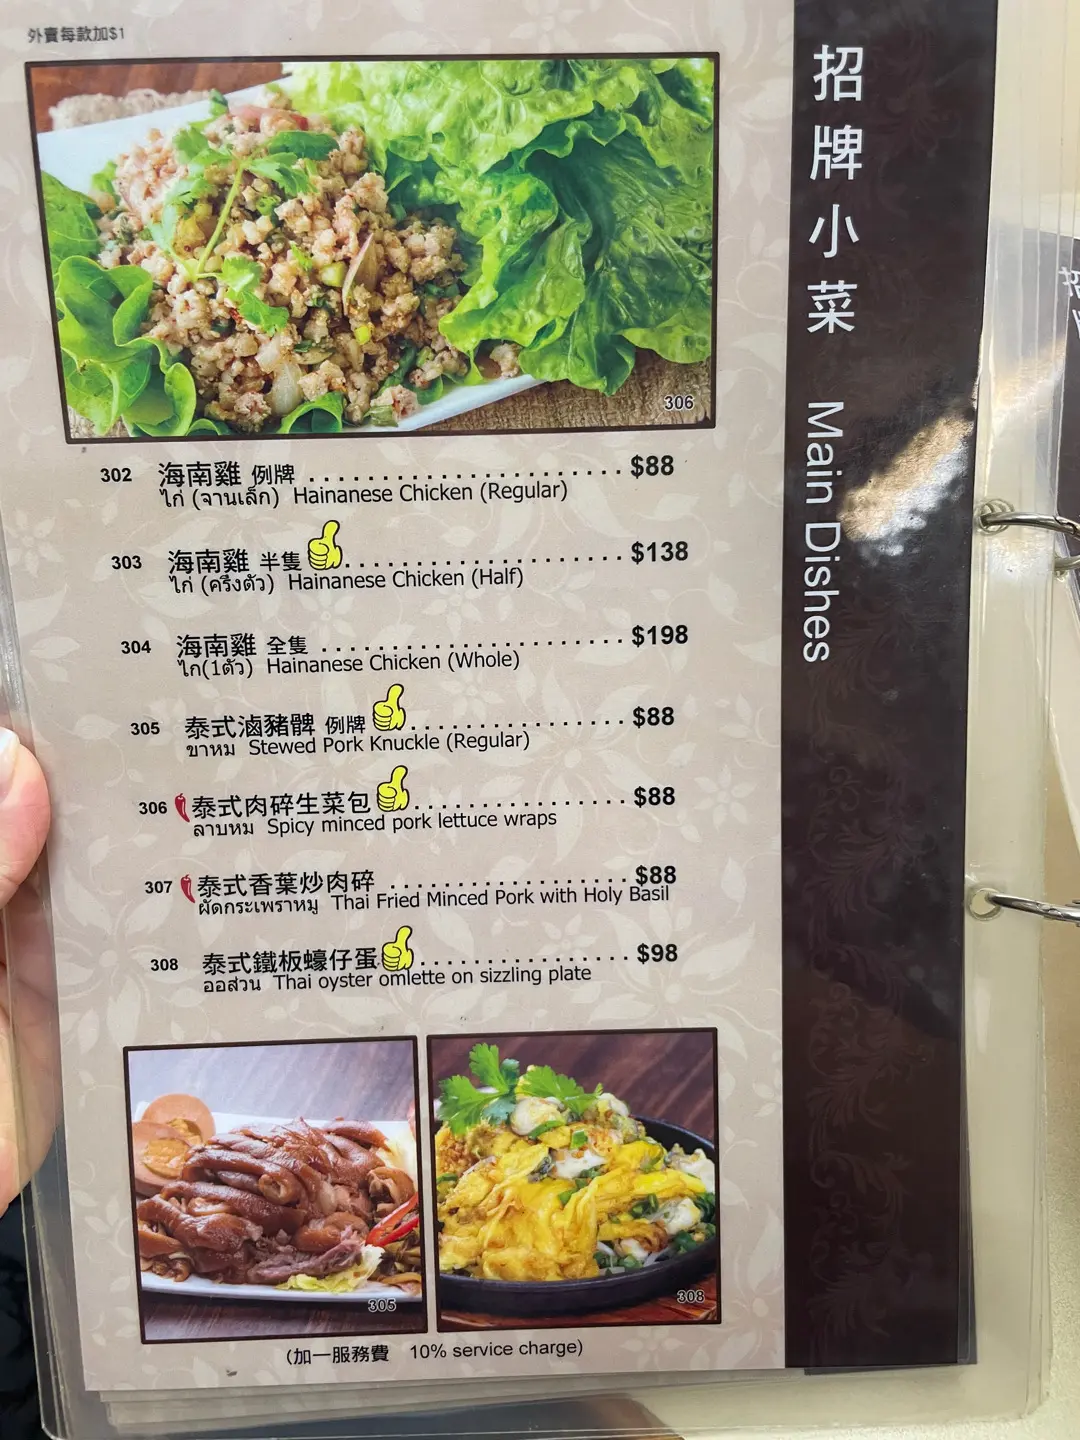 外賣每款加$1
招牌小菜 Main Dishes
306
302 海南雞 例牌 ........................ $88
ไก่ (จานเล็ก) Hainanese Chicken (Regular)
303 海南雞 半隻 ..................... $138
ไก่ (ครึ่งตัว) Hainanese Chicken (Half)
304 海南雞 全隻 ....................... $198
ไก(1ตัว) Hainanese Chicken (Whole)
305 泰式滷豬髀 例牌 ................ $88
ขาหม Stewed Pork Knuckle (Regular)
306 泰式肉碎生菜包 ................ $88
ลาบหม Spicy minced pork lettuce wraps
307 泰式香葉炒肉碎 .................. $88
ผัดกระเพราหมู Thai Fried Minced Pork with Holy Basil
308 泰式鐵板蠔仔蛋 ................ $98
ออส่วน Thai oyster omlette on sizzling plate
305
308
(加一服務費 10% service charge)